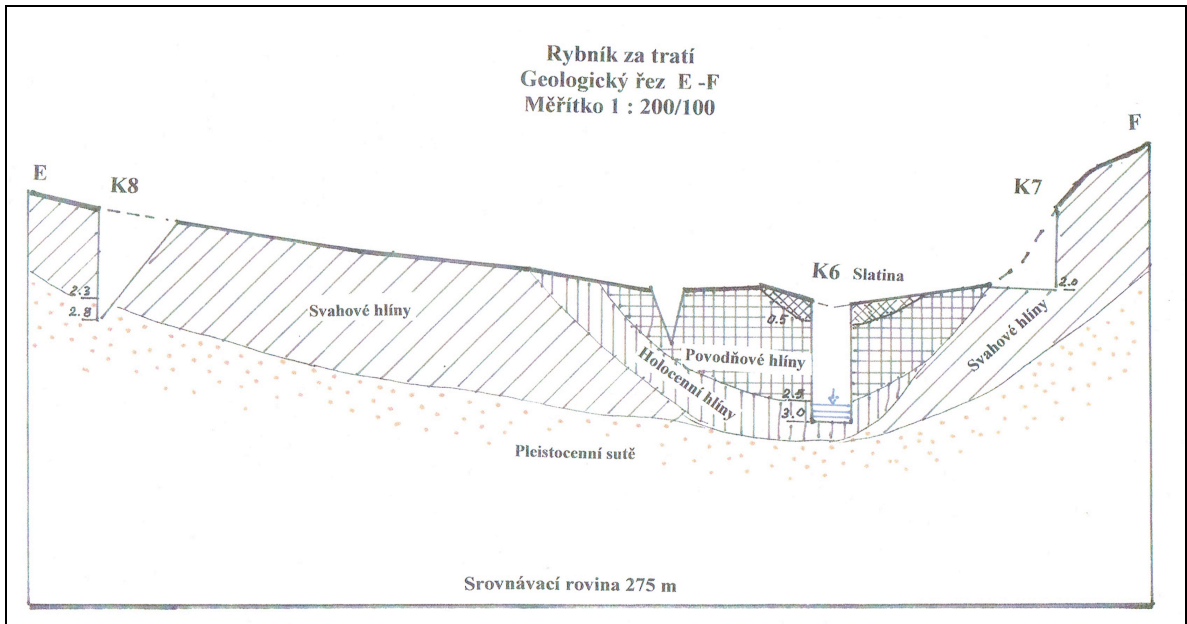 Rybník za tratí
Geologický řez E -F
Měřítko 1 : 200/100
F
E
K8
K7
K6 Slatina
2.0
2.3
2.8
Svahové hlíny
0.5
Svahové hlíny
Povodňové hlíny
Holocenní hlíny
2.5
3.0
Pleistocenní sutě
Srovnávací rovina 275 m